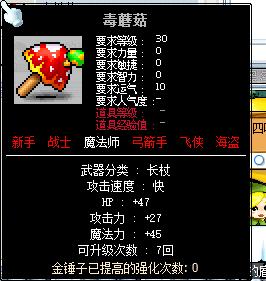 毒蘑菇
要求等级： 30
要求力量： 0
要求敏捷： 0
要求智力： 0
要求运气： 10
要求人气度： -
道具等级： -
道具经验值： -
新手 战士 魔法师 弓箭手 飞侠 海盗
武器分类 : 长杖
攻击速度 : 快
HP : +47
攻击力 : +27
魔法力 : +45
可升级次数 : 7回
金锤子已提高的强化次数: 0